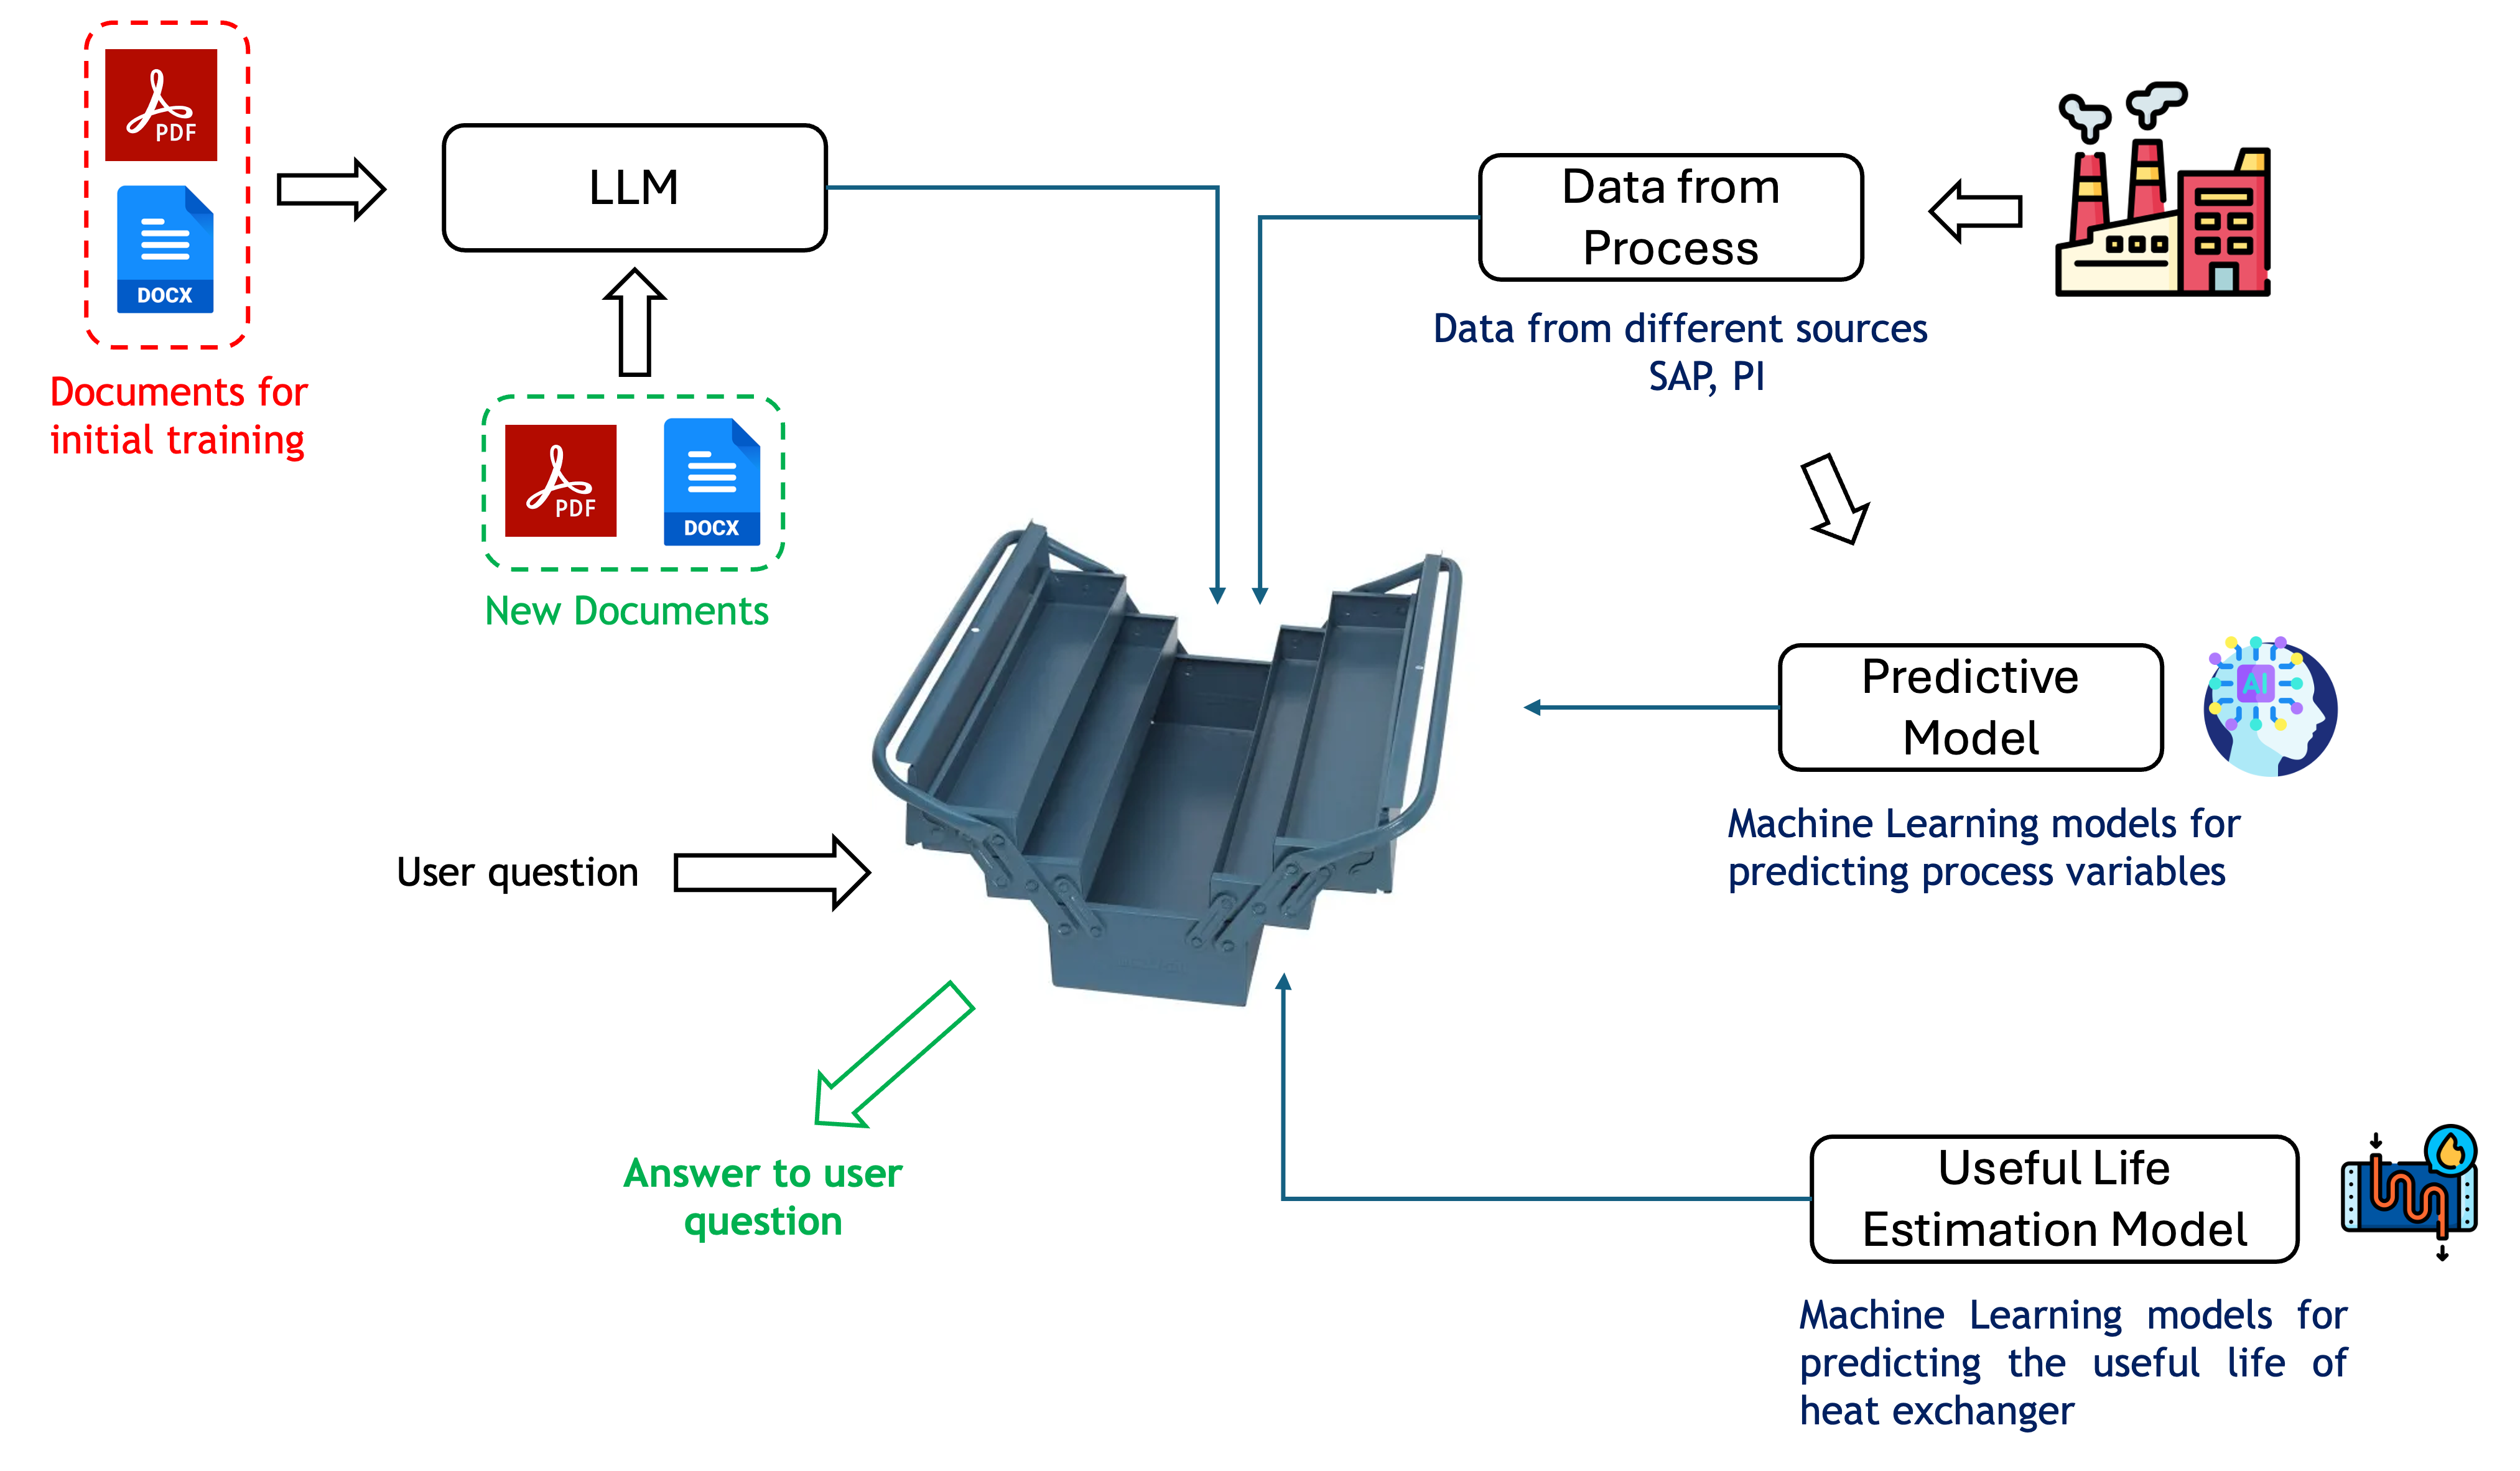 PDF
DOCX
Documents for
initial training
LLM
PDF
DOCX
New Documents
Data from
Process
Data from different sources
SAP, PI
Predictive
Model
AI
Machine Learning models for
predicting process variables
User question
Answer to user
question
Useful Life
Estimation Model
Machine Learning models for
predicting the useful life of
heat exchanger